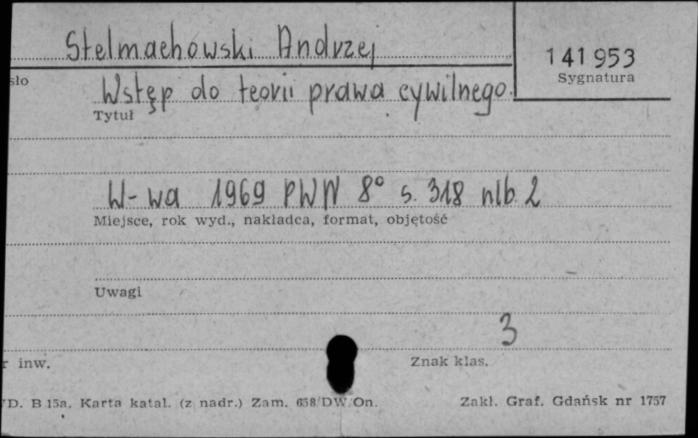 Stelmachowski Andrzej
141 953
Sygnatura
sło
Wstęp do teorii prawa cywilnego.
Tytuł
W-wa 1969 PWN 8° s. 318 nlb. 2
Miejsce, rok wyd., nakładca, format, objętość
Uwagi
3
r inw.
Znak klas.
D. B 15a. Karta katal. (z nadr.) Zam. 658/DW/On.
Zakł. Graf. Gdańsk nr 1757